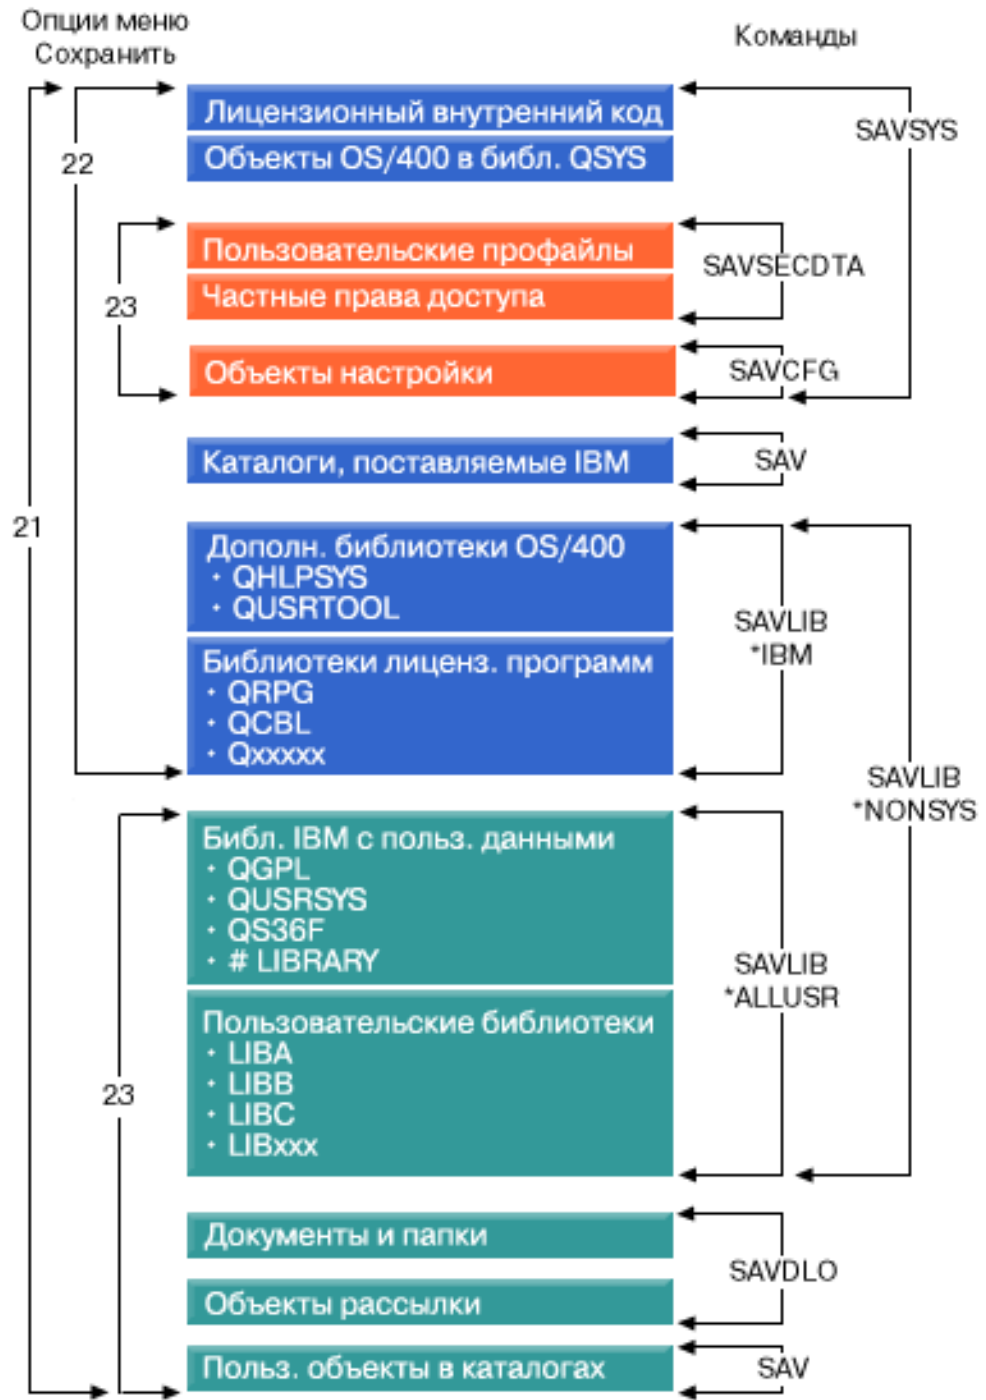 Опции меню
Сохранить
Команды
Лицензионный внутренний код
SAVSYS
Объекты OS/400 в библ. QSYS
22
Пользовательские профайлы
SAVSECDTA
Частные права доступа
23
Объекты настройки
SAVCFG
Каталоги, поставляемые IBM
SAV
21
Дополн. библиотеки OS/400
• QHLPSYS
• QUSRTOOL
SAVLIB
*IBM
Библиотеки лиценз. программ
• QRPG
• QCBL
• Qxxxxx
SAVLIB
*NONSYS
Библ. IBM с польз. данными
• QGPL
• QUSRSYS
• QS36F
• # LIBRARY
SAVLIB
*ALLUSR
Пользовательские библиотеки
• LIBA
• LIBB
• LIBC
• LIBxxx
23
Документы и папки
SAVDLO
Объекты рассылки
Польз. объекты в каталогах
SAV